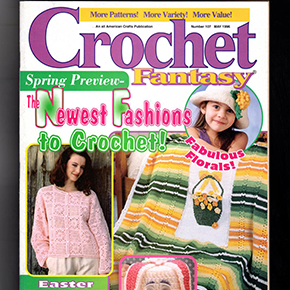 More Patterns! More Variety! More Value!
An all American Crafts Publication
Number 137 MAY 1998
Crochet
Fantasy
Spring Preview-
The Newest Fashions
to Crochet!
Fabulous
Florals!
Easter